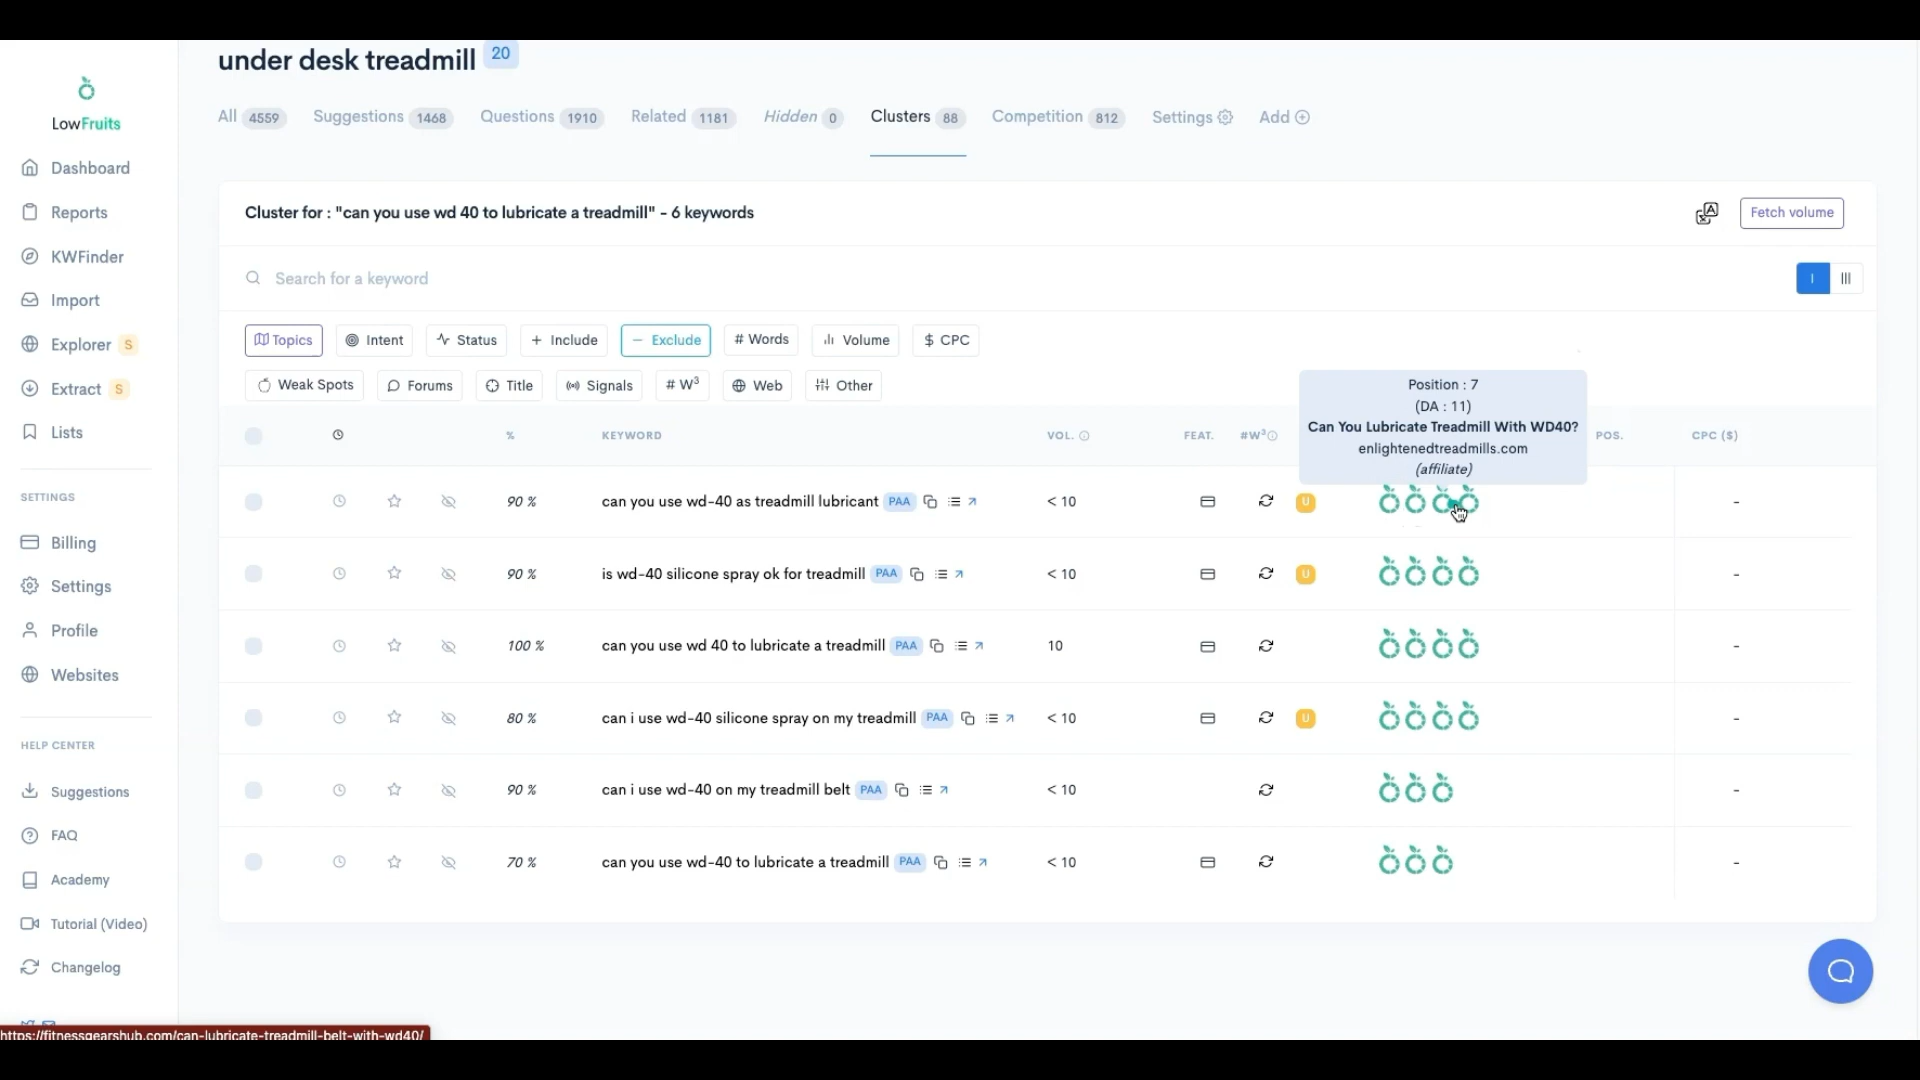 under desk treadmill 20
LowFruits
All 4559 Suggestions 1468 Questions 1910 Related 1181 Hidden 0 Clusters 88 Competition 812 Settings Add
Dashboard
Reports
KWFinder
Import
Explorer S
Extract S
Lists
SETTINGS
Billing
Settings
Profile
Websites
HELP CENTER
Suggestions
FAQ
Academy
Tutorial (Video)
Changelog
Cluster for : "can you use wd 40 to lubricate a treadmill" - 6 keywords
Fetch volume
Search for a keyword
Topics Intent Status + Include − Exclude # Words Volume $ CPC
Weak Spots Forums Title Signals # W³ Web Other
Position : 7
(DA : 11)
Can You Lubricate Treadmill With WD40?
enlightenedtreadmills.com
(affiliate)
% KEYWORD VOL. FEAT. #W³ POS. CPC ($)
90 % can you use wd-40 as treadmill lubricant PAA < 10 U -
90 % is wd-40 silicone spray ok for treadmill PAA < 10 U -
100 % can you use wd 40 to lubricate a treadmill PAA 10 -
80 % can i use wd-40 silicone spray on my treadmill PAA < 10 U -
90 % can i use wd-40 on my treadmill belt PAA < 10 -
70 % can you use wd-40 to lubricate a treadmill PAA < 10 -
https://fitnessgearshub.com/can-lubricate-treadmill-belt-with-wd40/